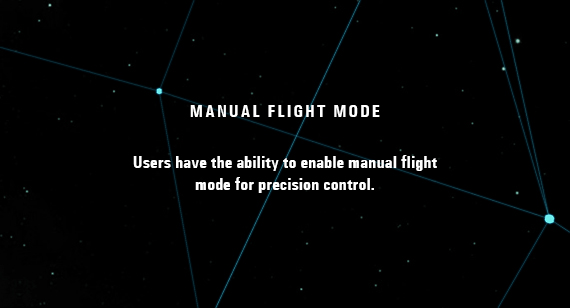 MANUAL FLIGHT MODE
Users have the ability to enable manual flight
mode for precision control.